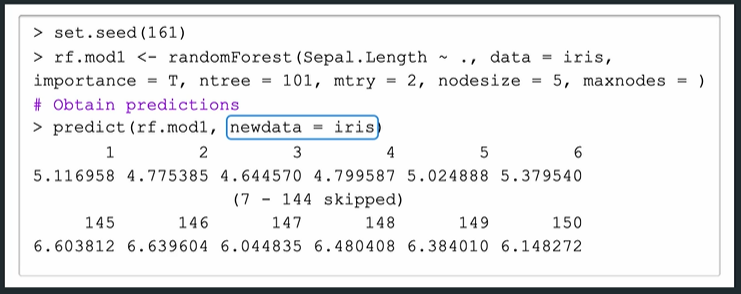 > set.seed(161)
> rf.mod1 <- randomForest(Sepal.Length ~ ., data = iris,
importance = T, ntree = 101, mtry = 2, nodesize = 5, maxnodes = )
# Obtain predictions
> predict(rf.mod1, newdata = iris)
1 2 3 4 5 6
5.116958 4.775385 4.644570 4.799587 5.024888 5.379540
(7 - 144 skipped)
145 146 147 148 149 150
6.603812 6.639604 6.044835 6.480408 6.384010 6.148272